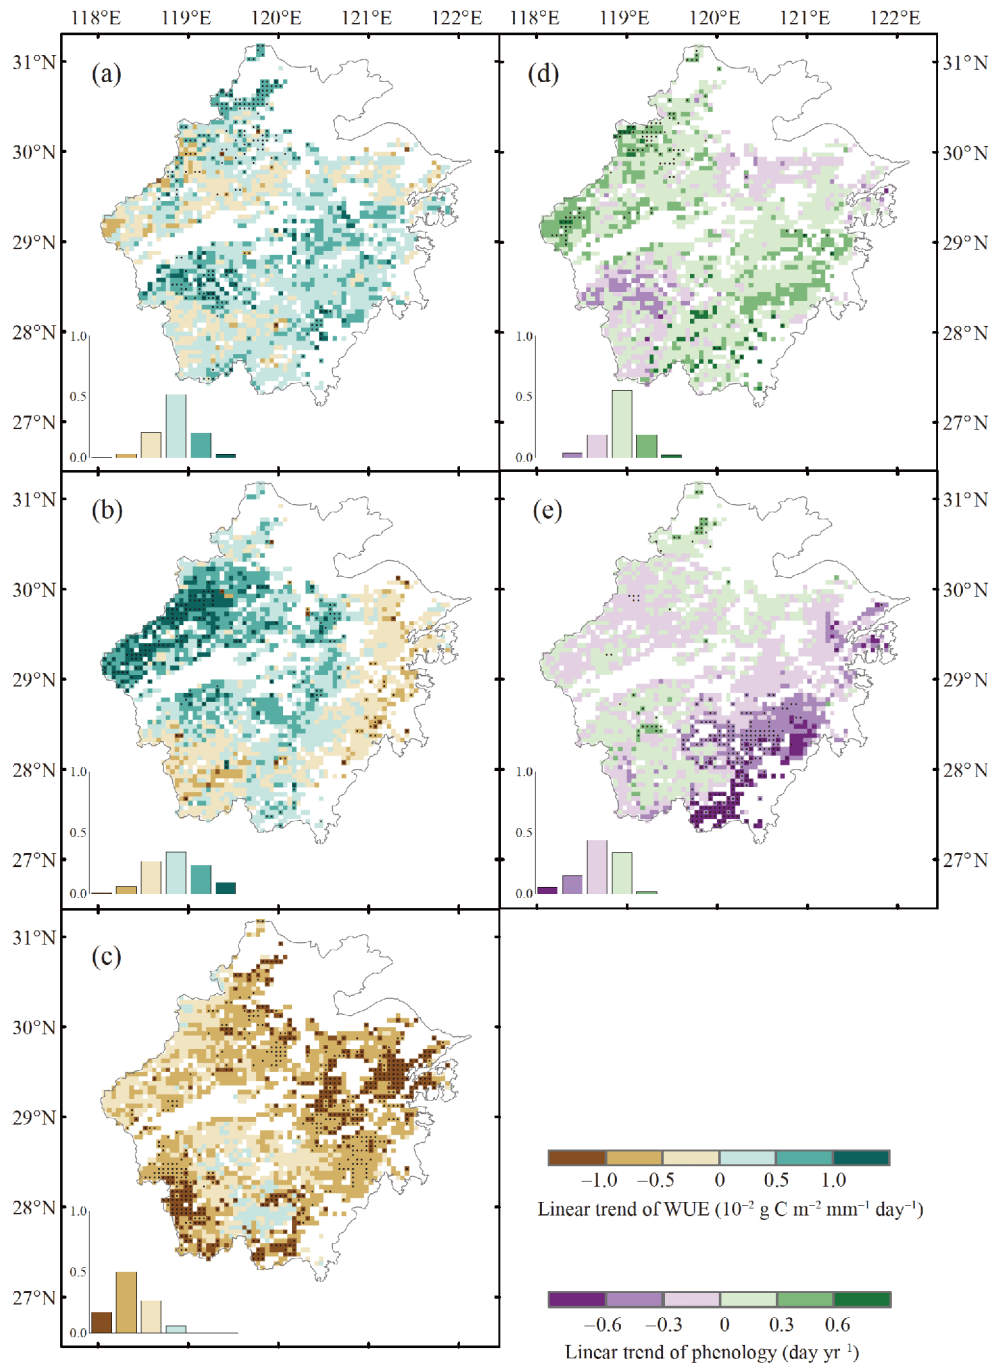 118°E 119°E 120°E 121°E 122°E 118°E 119°E 120°E 121°E 122°E
31°N (a) (d) 31°N
30°N 30°N
29°N 29°N
28°N 28°N
1.0 1.0
0.5 0.5
27°N 27°N
0.0 0.0
31°N (b) (e) 31°N
30°N 30°N
29°N 29°N
28°N 28°N
1.0 1.0
0.5 0.5
27°N 27°N
0.0 0.0
31°N (c)
30°N
29°N
28°N
1.0
0.5
27°N
0.0
−1.0 −0.5 0 0.5 1.0
Linear trend of WUE (10⁻² g C m⁻² mm⁻¹ day⁻¹)
−0.6 −0.3 0 0.3 0.6
Linear trend of phenology (day yr⁻¹)